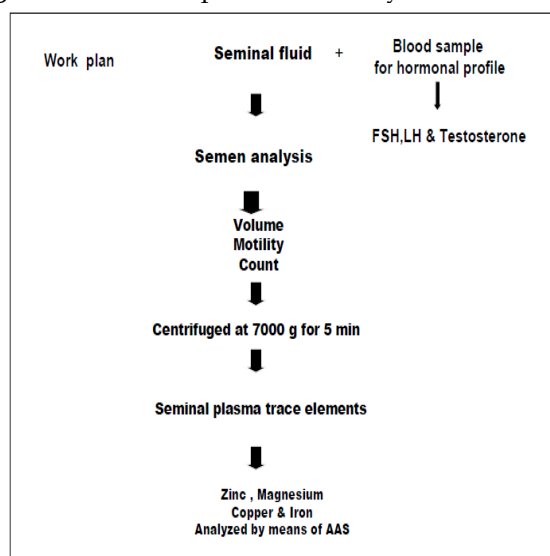 Work plan
Seminal fluid + Blood sample
for hormonal profile
FSH,LH & Testosterone
Semen analysis
Volume
Motility
Count
Centrifuged at 7000 g for 5 min
Seminal plasma trace elements
Zinc , Magnesium
Copper & Iron
Analyzed by means of AAS